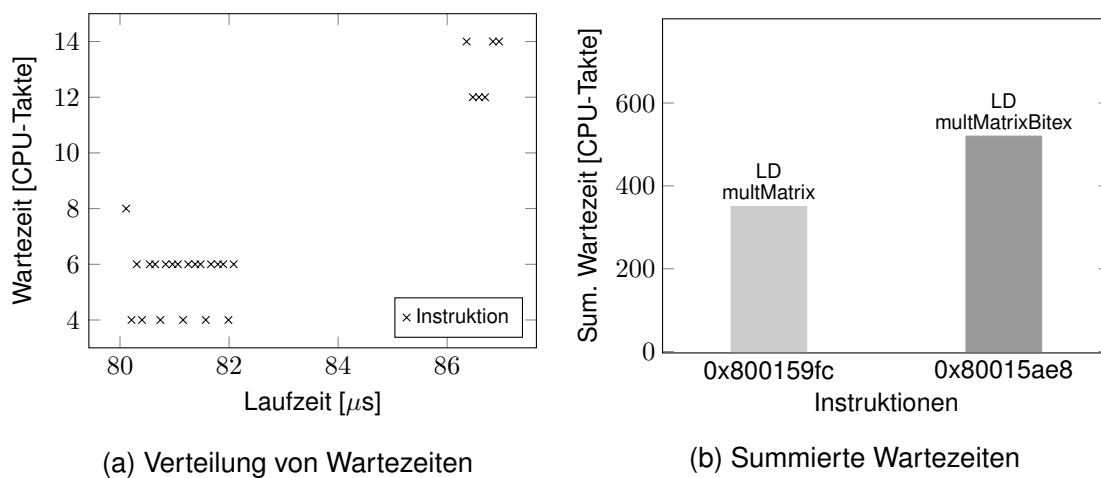 14
12
10
8
6
4
Wartezeit [CPU-Takte]
80
82
84
86
Laufzeit [μs]
Instruktion
(a) Verteilung von Wartezeiten
600
400
200
0
Sum. Wartezeit [CPU-Takte]
LD
multMatrix
LD
multMatrixBitex
0x800159fc
0x80015ae8
Instruktionen
(b) Summierte Wartezeiten